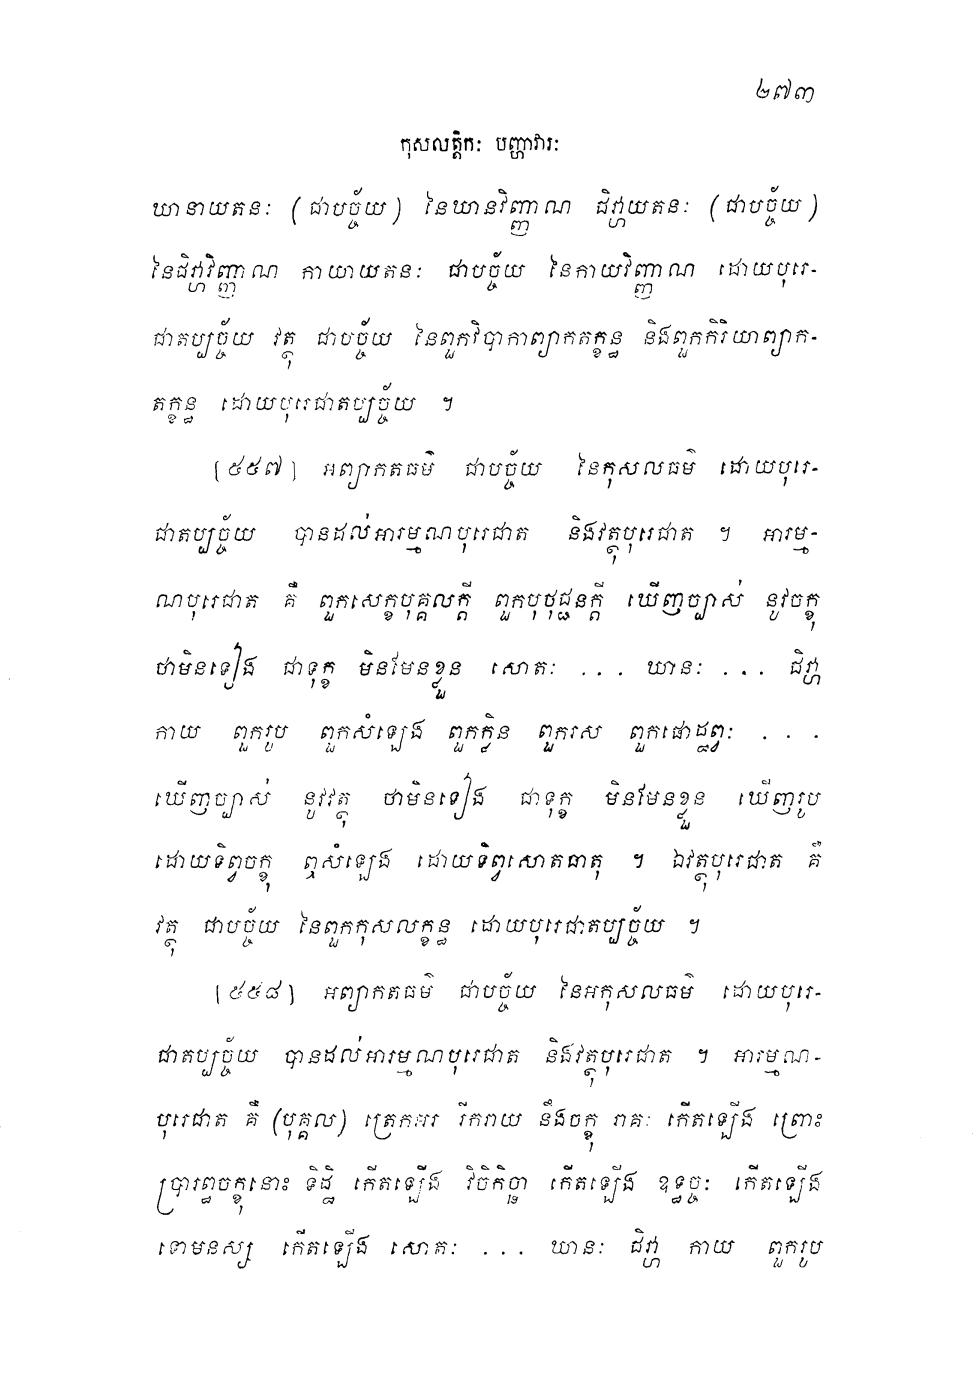 ២៧៣
កុសលត្តិកៈ បញ្ហាវារៈ
ឃានាយតនៈ (ជាបច្ច័យ) នៃឃានវិញ្ញាណ ជិវ្ហាយតនៈ (ជាបច្ច័យ)
នៃជិវ្ហាវិញ្ញាណ កាយាយតនៈ ជាបច្ច័យ នៃកាយវិញ្ញាណ ដោយបុរេ-
ជាតប្បច្ច័យ វត្ថុ ជាបច្ច័យ នៃពួកវិបាកាព្យាកតក្ខន្ធ និងពួកកិរិយាព្យាក-
តក្ខន្ធ ដោយបុរេជាតប្បច្ច័យ ។
[៥៥៧] អព្យាកតធម៌ ជាបច្ច័យ នៃកុសលធម៌ ដោយបុរេ-
ជាតប្បច្ច័យ បានដល់អារម្មណបុរេជាត និងវត្ថុបុរេជាត ។ អារម្ម-
ណបុរេជាត គឺ ពួកសេក្ខបុគ្គលក្តី ពួកបុថុជ្ជនក្តី ឃើញច្បាស់ នូវចក្ខុ
ថាមិនទៀង ជាទុក្ខ មិនមែនខ្លួន សោតៈ ... ឃានៈ ... ជិវ្ហា
កាយ ពួករូប ពួកសំឡេង ពួកក្លិន ពួករស ពួកផោដ្ឋព្វៈ ...
ឃើញច្បាស់ នូវវត្ថុ ថាមិនទៀង ជាទុក្ខ មិនមែនខ្លួន ឃើញរូប
ដោយទិព្វចក្ខុ ឮសំឡេង ដោយទិព្វសោតធាតុ ។ ឯវត្ថុបុរេជាត គឺ
វត្ថុ ជាបច្ច័យ នៃពួកកុសលក្ខន្ធ ដោយបុរេជាតប្បច្ច័យ ។
[៥៥៨] អព្យាកតធម៌ ជាបច្ច័យ នៃអកុសលធម៌ ដោយបុរេ-
ជាតប្បច្ច័យ បានដល់អារម្មណបុរេជាត និងវត្ថុបុរេជាត ។ អារម្មណ-
បុរេជាត គឺ (បុគ្គល) ត្រេកអរ រីករាយ នឹងចក្ខុ រាគៈ កើតឡើង ព្រោះ
ប្រារព្ធចក្ខុនោះ ទិដ្ឋិ កើតឡើង វិចិកិច្ឆា កើតឡើង ឧទ្ធច្ចៈ កើតឡើង
ទោមនស្ស កើតឡើង សោតៈ ... ឃានៈ ជិវ្ហា កាយ ពួករូប